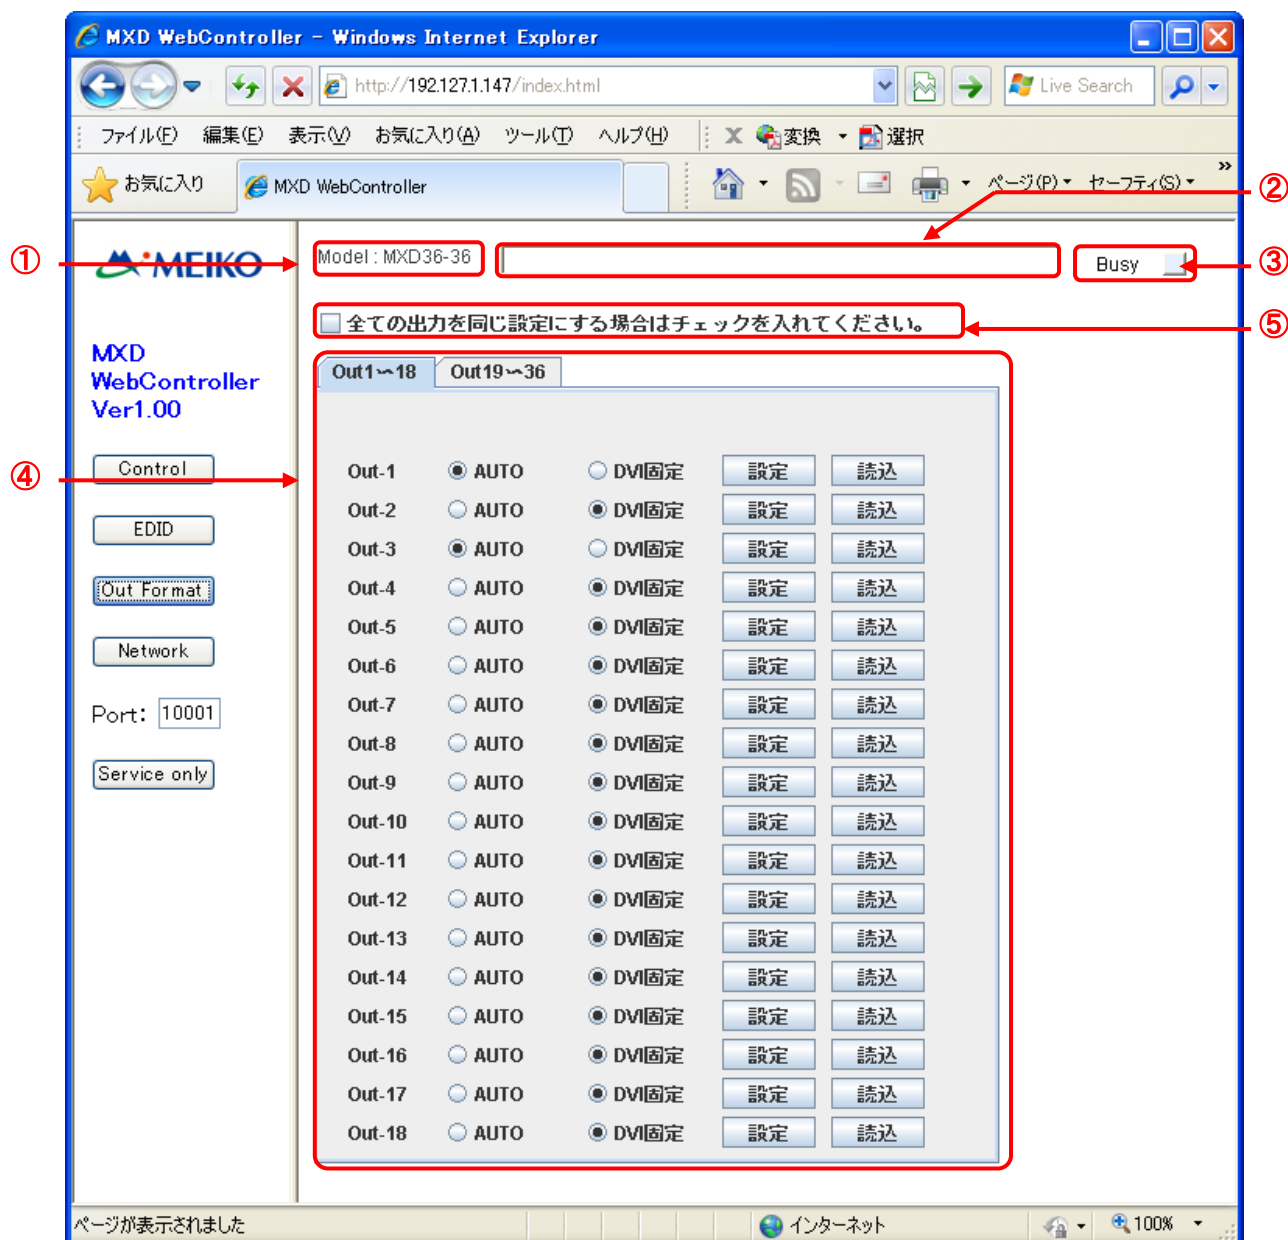 MXD WebController - Windows Internet Explorer
http://192.127.1.147/index.html
Live Search
ファイル(F) 編集(E) 表示(V) お気に入り(A) ツール(T) ヘルプ(H) 変換 選択
お気に入り MXD WebController ページ(P) セーフティ(S) »
②
① MEIKO Model : MXD36-36 Busy ③
全ての出力を同じ設定にする場合はチェックを入れてください。 ⑤
MXD
WebController
Ver1.00
Out1~18 Out19~36
④
Control
EDID
Out Format
Network
Port: 10001
Service only
Out-1 AUTO DVI固定 設定 読込
Out-2 AUTO DVI固定 設定 読込
Out-3 AUTO DVI固定 設定 読込
Out-4 AUTO DVI固定 設定 読込
Out-5 AUTO DVI固定 設定 読込
Out-6 AUTO DVI固定 設定 読込
Out-7 AUTO DVI固定 設定 読込
Out-8 AUTO DVI固定 設定 読込
Out-9 AUTO DVI固定 設定 読込
Out-10 AUTO DVI固定 設定 読込
Out-11 AUTO DVI固定 設定 読込
Out-12 AUTO DVI固定 設定 読込
Out-13 AUTO DVI固定 設定 読込
Out-14 AUTO DVI固定 設定 読込
Out-15 AUTO DVI固定 設定 読込
Out-16 AUTO DVI固定 設定 読込
Out-17 AUTO DVI固定 設定 読込
Out-18 AUTO DVI固定 設定 読込
ページが表示されました インターネット 100%